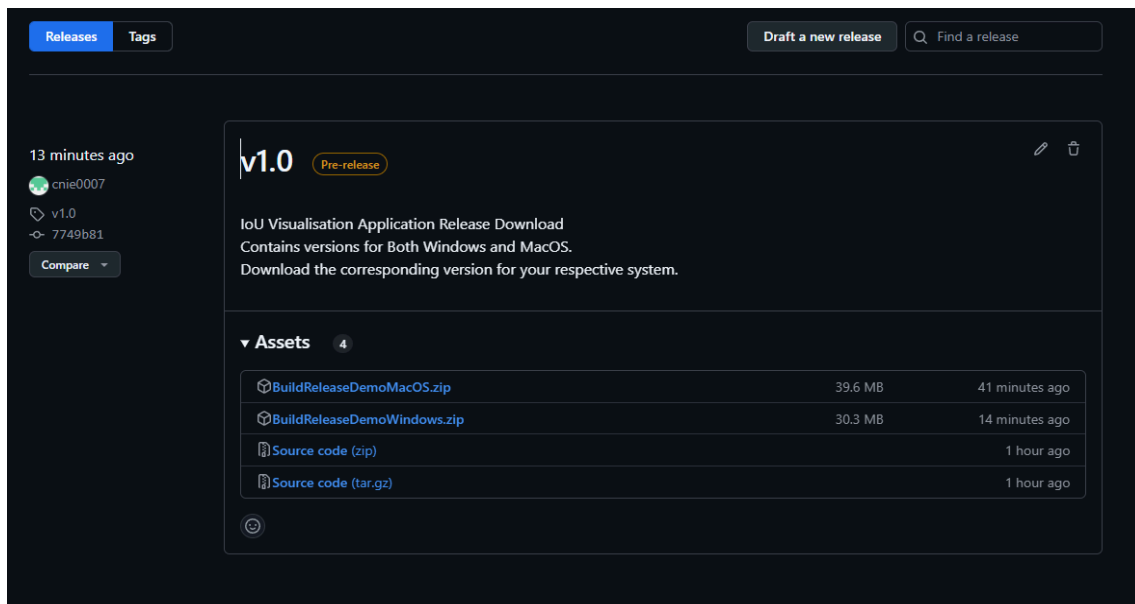 Releases Tags Draft a new release Find a release
13 minutes ago
cnie0007
v1.0
7749b81
Compare
v1.0 Pre-release
IoU Visualisation Application Release Download
Contains versions for Both Windows and MacOS.
Download the corresponding version for your respective system.
Assets 4
BuildReleaseDemoMacOS.zip 39.6 MB 41 minutes ago
BuildReleaseDemoWindows.zip 30.3 MB 14 minutes ago
Source code (zip) 1 hour ago
Source code (tar.gz) 1 hour ago